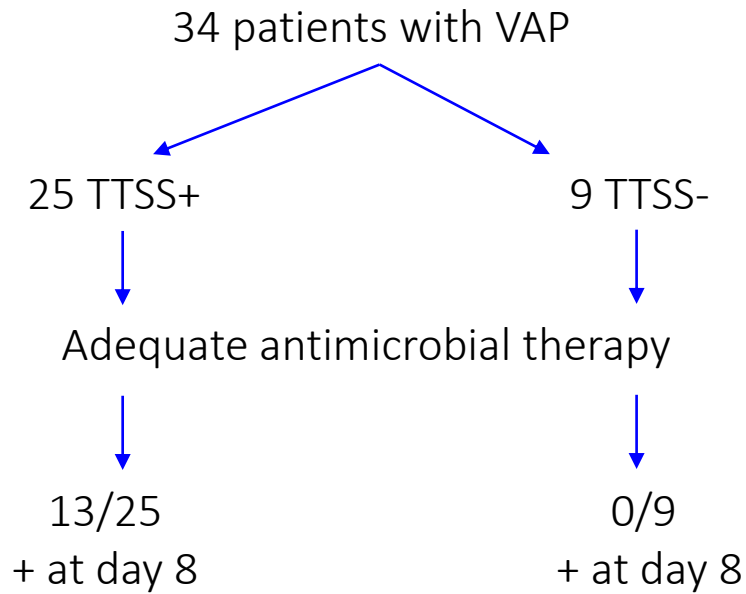 34 patients with VAP
25 TTSS+
9 TTSS-
Adequate antimicrobial therapy
13/25
+ at day 8
0/9
+ at day 8